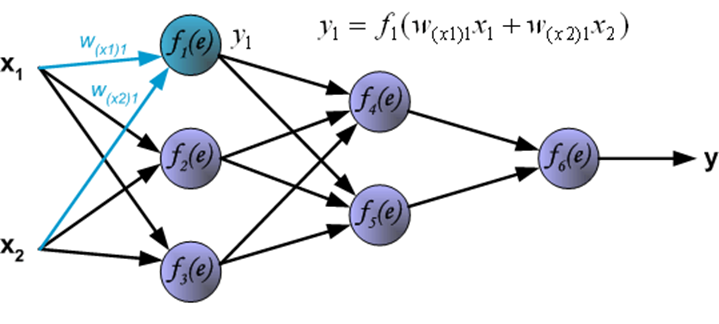 y₁ = f₁(w₍ₓ₁₎₁x₁ + w₍ₓ₂₎₁x₂)
f₁(e)
y₁
w(x1)1
x₁
w(x2)1
f₄(e)
f₂(e)
f₆(e)
y
f₅(e)
x₂
f₃(e)